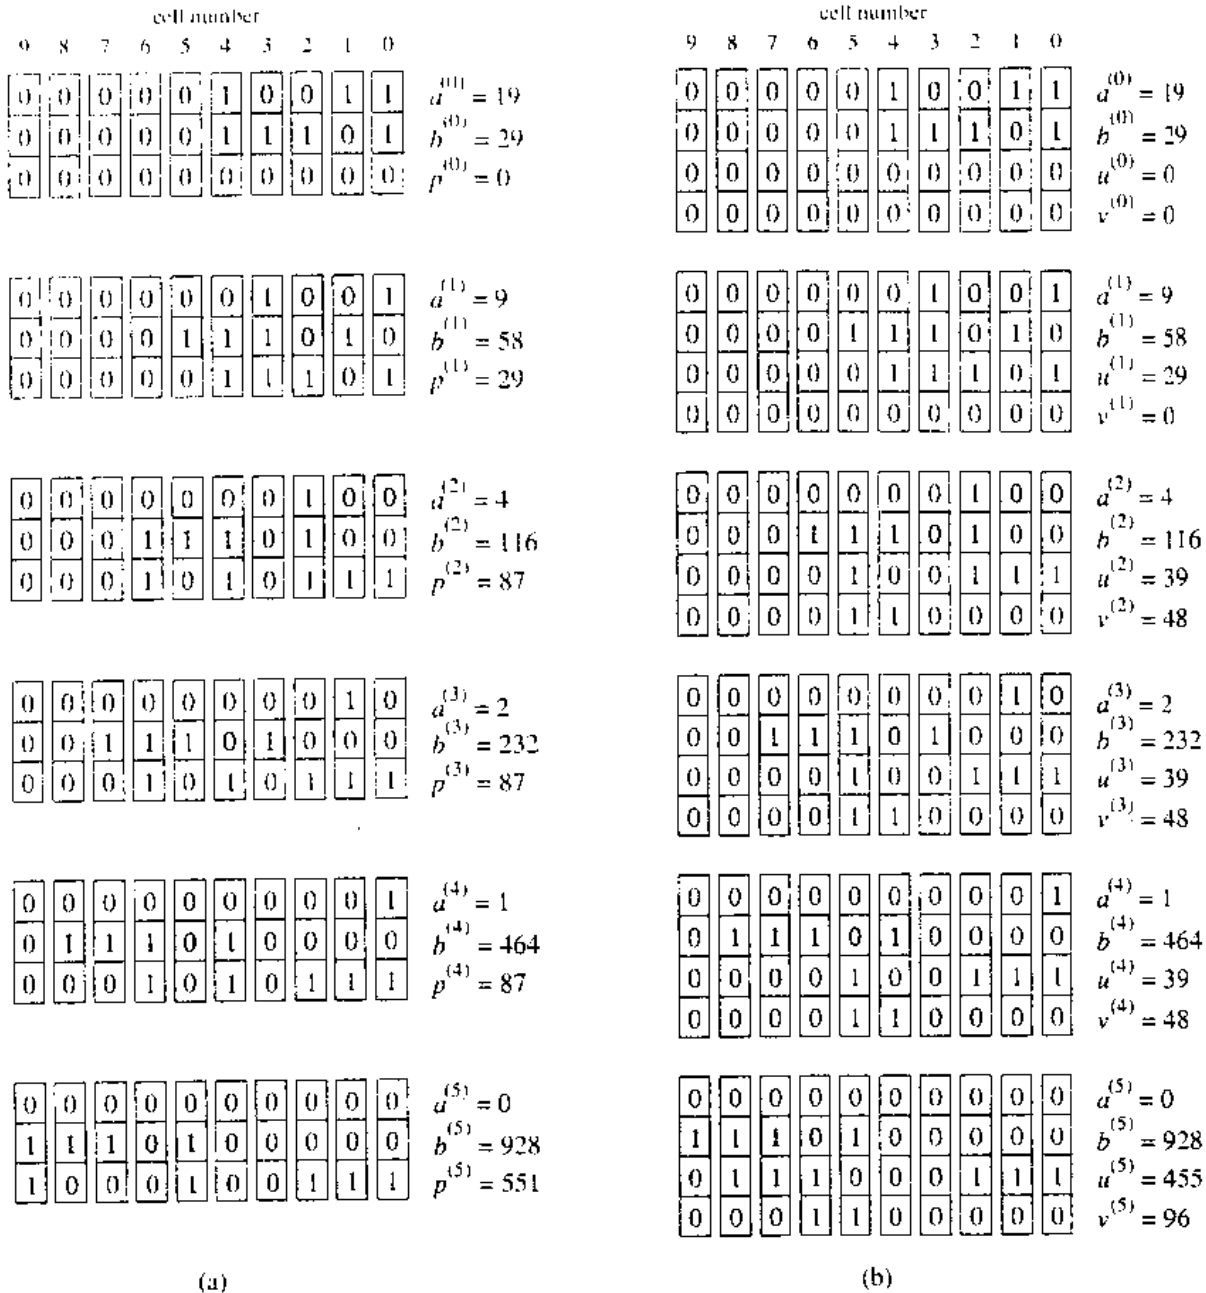 cell number
9 8 7 6 5 4 3 2 1 0
0 0 0 0 0 1 0 0 1 1 a(0) = 19
0 0 0 0 0 1 1 1 0 1 b(0) = 29
0 0 0 0 0 0 0 0 0 0 p(0) = 0
0 0 0 0 0 0 1 0 0 1 a(1) = 9
0 0 0 0 1 1 1 0 1 0 b(1) = 58
0 0 0 0 0 1 1 1 0 1 p(1) = 29
0 0 0 0 0 0 0 1 0 0 a(2) = 4
0 0 0 1 1 1 0 1 0 0 b(2) = 116
0 0 0 1 0 1 0 1 1 1 p(2) = 87
0 0 0 0 0 0 0 0 1 0 a(3) = 2
0 0 1 1 1 0 1 0 0 0 b(3) = 232
0 0 0 1 0 1 0 1 1 1 p(3) = 87
0 0 0 0 0 0 0 0 0 1 a(4) = 1
0 1 1 1 0 1 0 0 0 0 b(4) = 464
0 0 0 1 0 1 0 1 1 1 p(4) = 87
0 0 0 0 0 0 0 0 0 0 a(5) = 0
1 1 1 0 1 0 0 0 0 0 b(5) = 928
1 0 0 0 1 0 0 1 1 1 p(5) = 551
(a)
cell number
9 8 7 6 5 4 3 2 1 0
0 0 0 0 0 1 0 0 1 1 a(0) = 19
0 0 0 0 0 1 1 1 0 1 b(0) = 29
0 0 0 0 0 0 0 0 0 0 u(0) = 0
0 0 0 0 0 0 0 0 0 0 v(0) = 0
0 0 0 0 0 0 1 0 0 1 a(1) = 9
0 0 0 0 1 1 1 0 1 0 b(1) = 58
0 0 0 0 0 1 1 1 0 1 u(1) = 29
0 0 0 0 0 0 0 0 0 0 v(1) = 0
0 0 0 0 0 0 0 1 0 0 a(2) = 4
0 0 0 1 1 1 0 1 0 0 b(2) = 116
0 0 0 0 1 0 0 1 1 1 u(2) = 39
0 0 0 0 1 1 0 0 0 0 v(2) = 48
0 0 0 0 0 0 0 0 1 0 a(3) = 2
0 0 1 1 1 0 1 0 0 0 b(3) = 232
0 0 0 0 1 0 0 1 1 1 u(3) = 39
0 0 0 0 1 1 0 0 0 0 v(3) = 48
0 0 0 0 0 0 0 0 0 1 a(4) = 1
0 1 1 1 0 1 0 0 0 0 b(4) = 464
0 0 0 0 1 0 0 1 1 1 u(4) = 39
0 0 0 0 1 1 0 0 0 0 v(4) = 48
0 0 0 0 0 0 0 0 0 0 a(5) = 0
1 1 1 0 1 0 0 0 0 0 b(5) = 928
0 1 1 1 0 0 0 1 1 1 u(5) = 455
0 0 0 1 1 0 0 0 0 0 v(5) = 96
(b)